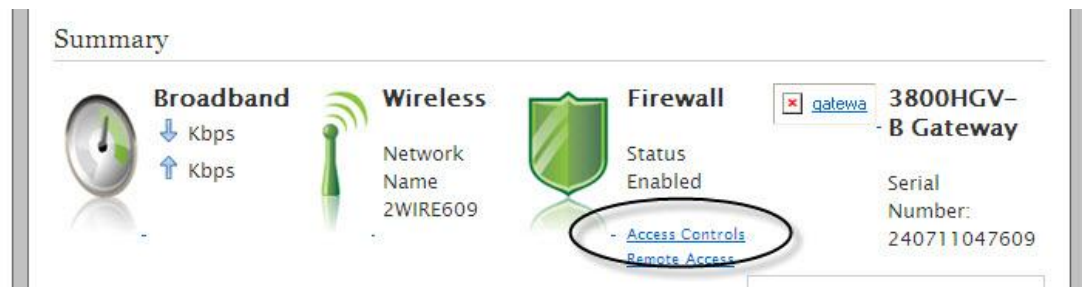 Summary
Broadband
Kbps
Kbps
Wireless
Network
Name
2WIRE609
Firewall
Status
Enabled
Access Controls
Remote Access
gatewa
3800HGV-
B Gateway
Serial
Number:
240711047609